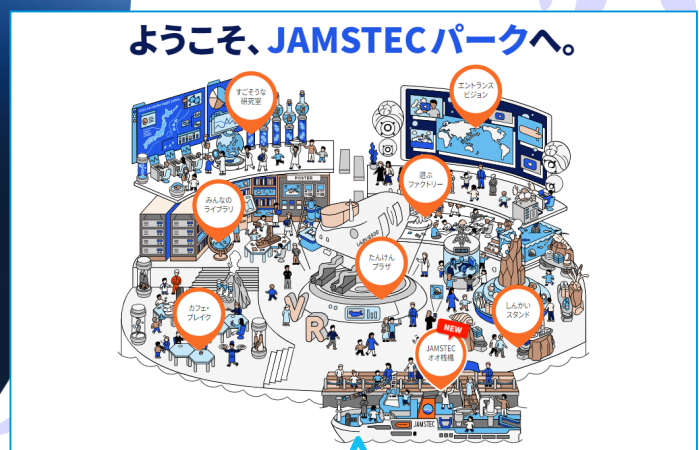 ようこそ、JAMSTECパークへ。
すごそうな
研究室
エントランス
ビジョン
遊ぶ
ファクトリー
みんなの
ライブラリ
POSTER
たんけん
プラザ
カフェ・
ブレイク
しんかい
スタンド
VR
NEW
JAMSTEC
オオ桟橋
JAMSTEC